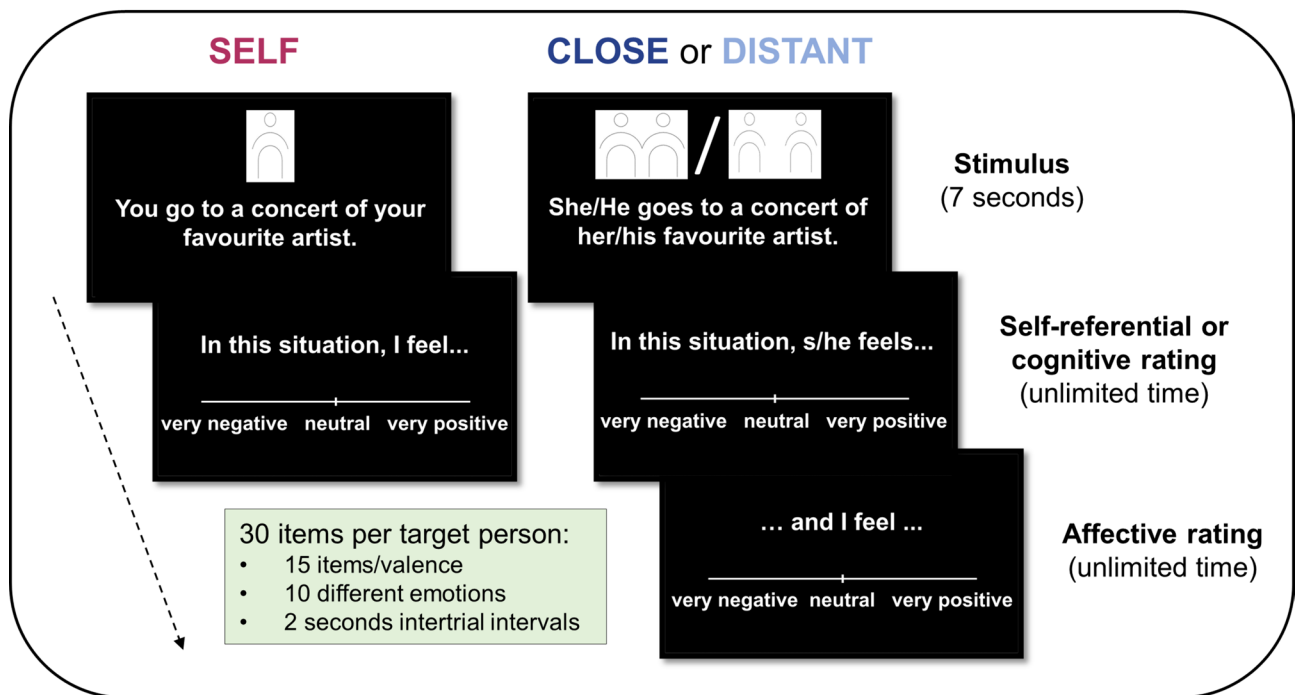 SELF
CLOSE or DISTANT
You go to a concert of your
favourite artist.
/
She/He goes to a concert of
her/his favourite artist.
Stimulus
(7 seconds)
In this situation, I feel...
very negative neutral very positive
In this situation, s/he feels...
very negative neutral very positive
Self-referential or
cognitive rating
(unlimited time)
… and I feel ...
very negative neutral very positive
Affective rating
(unlimited time)
30 items per target person:
• 15 items/valence
• 10 different emotions
• 2 seconds intertrial intervals